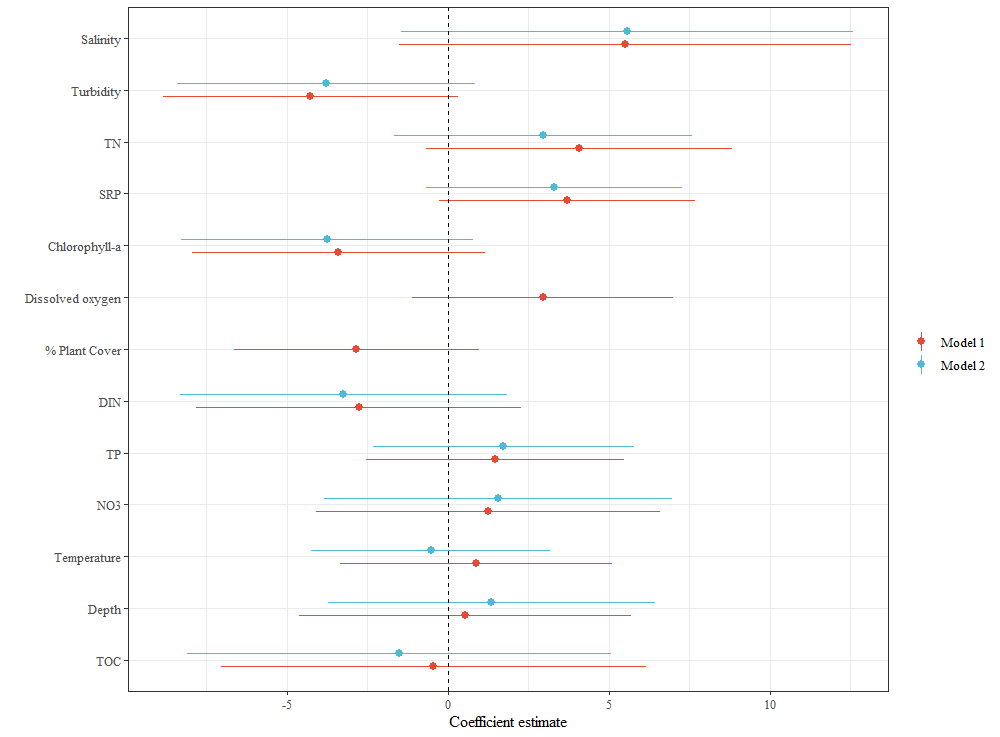 Salinity
Turbidity
TN
SRP
Chlorophyll-a
Dissolved oxygen
% Plant Cover
DIN
TP
NO3
Temperature
Depth
TOC
-5 0 5 10
Coefficient estimate
Model 1
Model 2